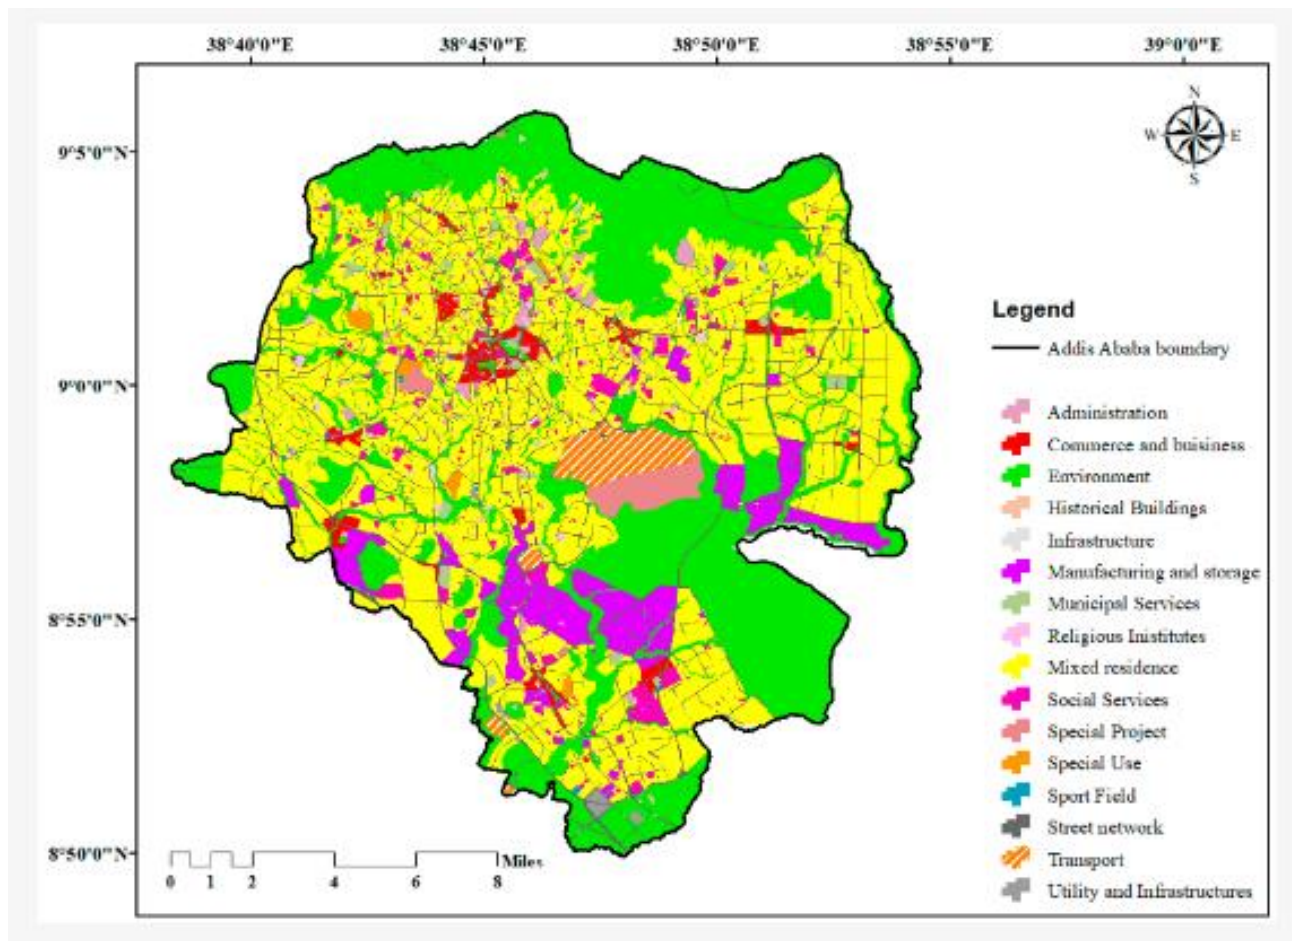 38°40'0"E 38°45'0"E 38°50'0"E 38°55'0"E 39°0'0"E
N
W E
S
9°5'0"N
9°0'0"N
8°55'0"N
8°50'0"N
Legend
Addis Ababa boundary
Administration
Commerce and buisiness
Environment
Historical Buildings
Infrastructure
Manufacturing and storage
Municipal Services
Religious Inistitutes
Mixed residence
Social Services
Special Project
Special Use
Sport Field
Street network
Transport
Utility and Infrastructures
Miles
0 1 2 4 6 8